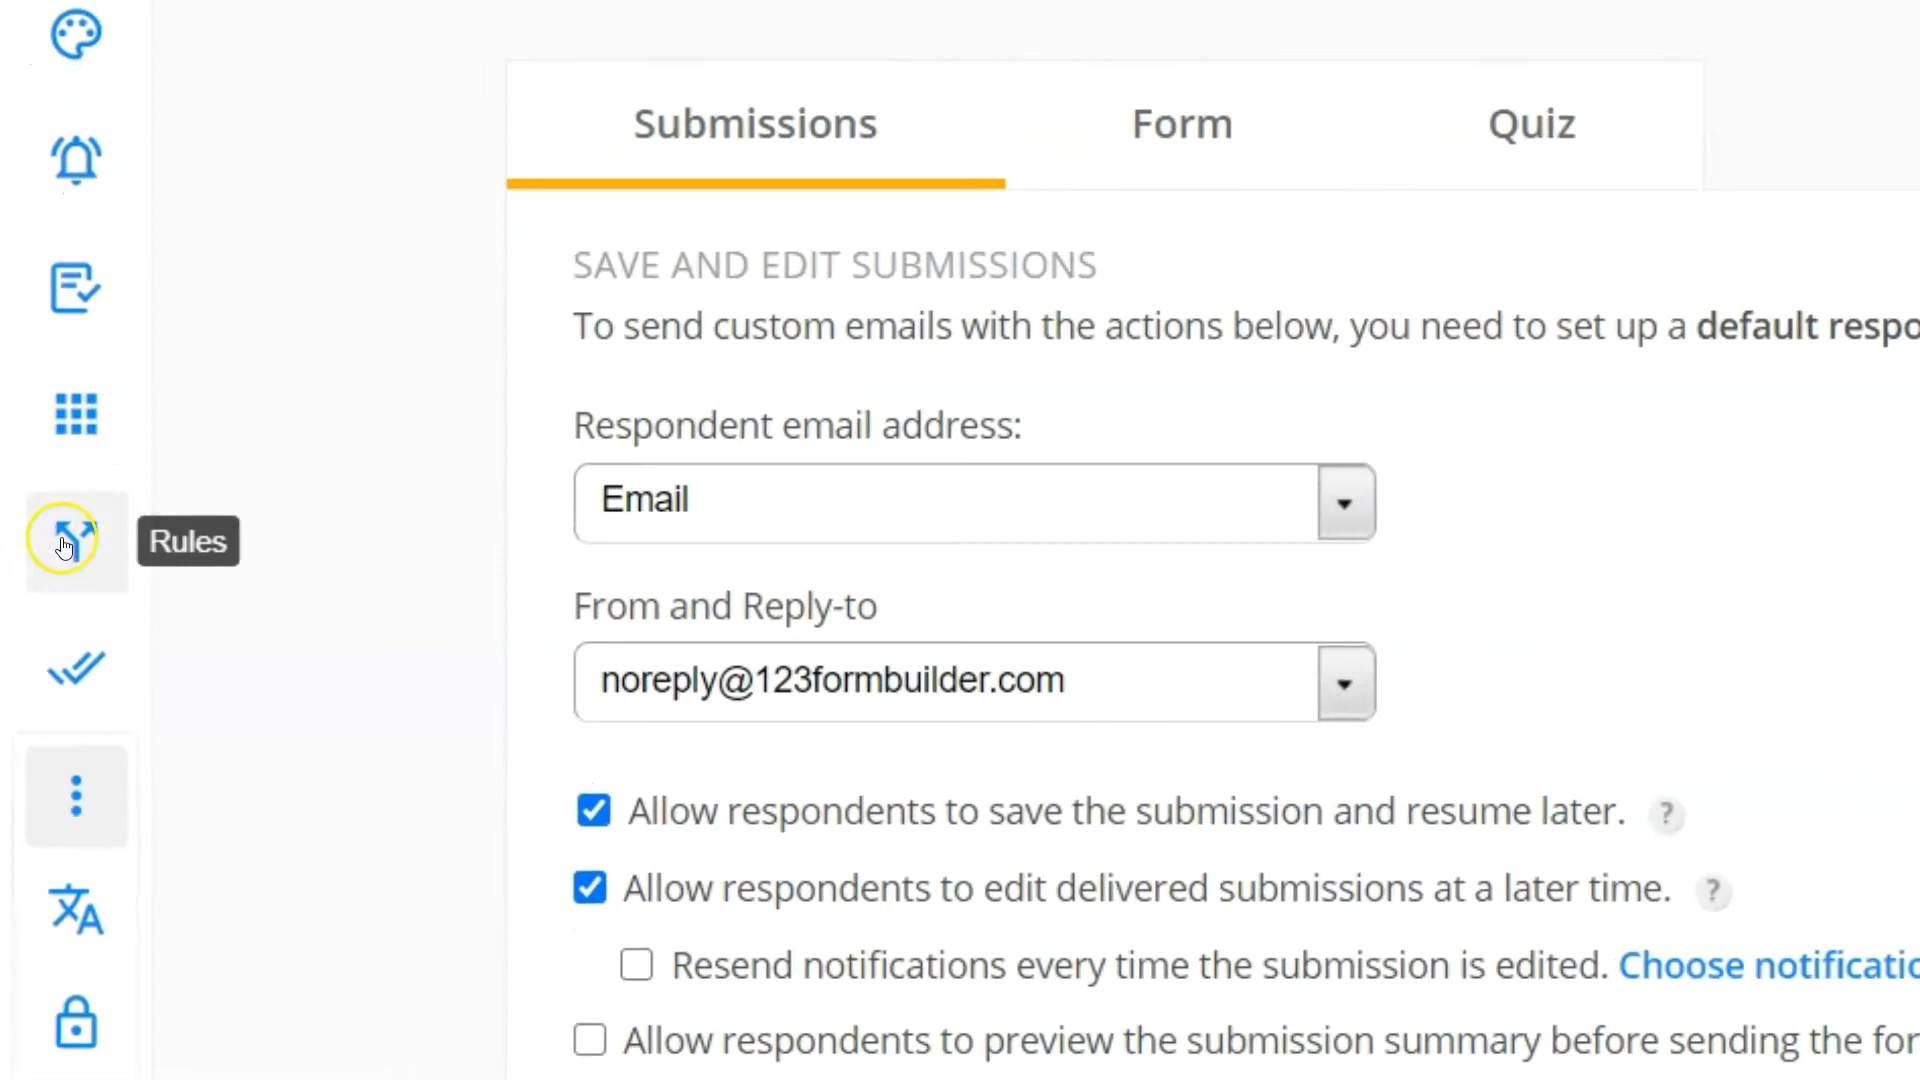 Submissions
Form
Quiz
SAVE AND EDIT SUBMISSIONS
To send custom emails with the actions below, you need to set up a default respo
Respondent email address:
Email
Rules
From and Reply-to
noreply@123formbuilder.com
Allow respondents to save the submission and resume later. ?
Allow respondents to edit delivered submissions at a later time. ?
Resend notifications every time the submission is edited. Choose notificatio
Allow respondents to preview the submission summary before sending the for